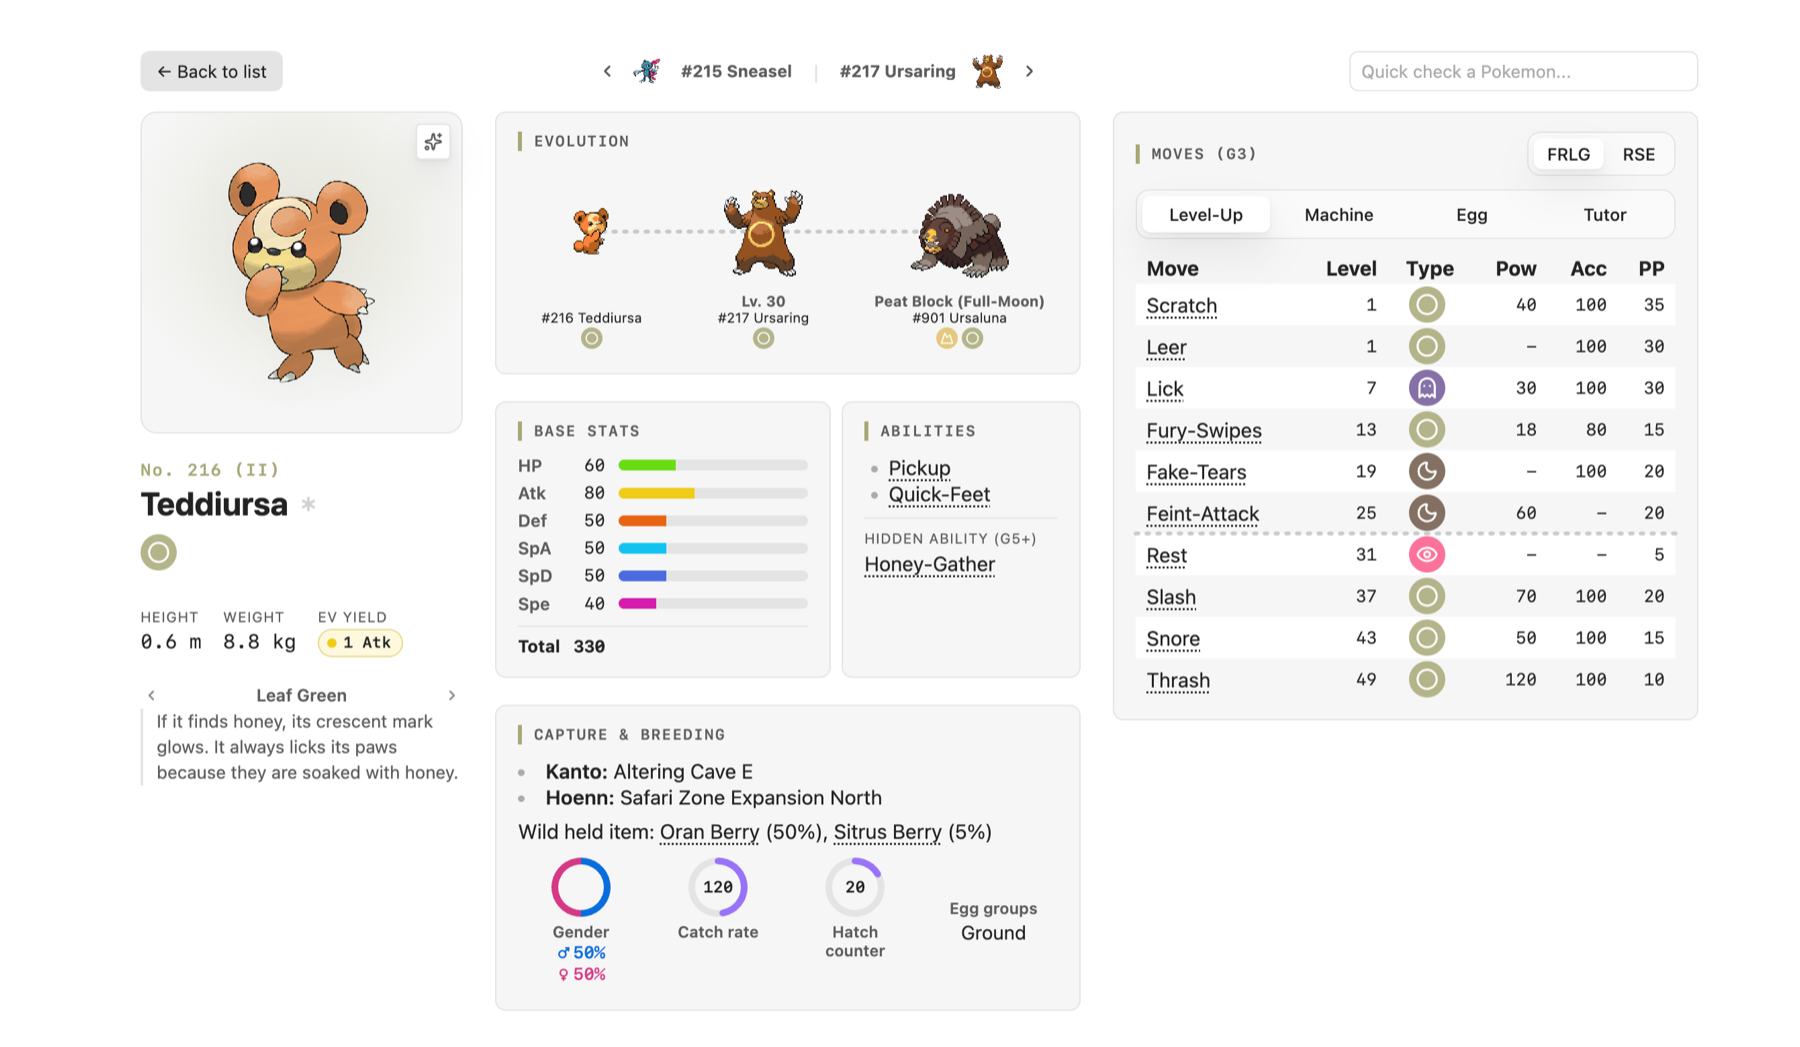 ← Back to list
#215 Sneasel
#217 Ursaring
Quick check a Pokemon...
No. 216 (II)
Teddiursa *
HEIGHT WEIGHT EV YIELD
0.6 m 8.8 kg 1 Atk
Leaf Green
If it finds honey, its crescent mark
glows. It always licks its paws
because they are soaked with honey.
EVOLUTION
#216 Teddiursa
Lv. 30
#217 Ursaring
Peat Block (Full-Moon)
#901 Ursaluna
BASE STATS
HP 60
Atk 80
Def 50
SpA 50
SpD 50
Spe 40
Total 330
ABILITIES
Pickup
Quick-Feet
HIDDEN ABILITY (G5+)
Honey-Gather
CAPTURE & BREEDING
Kanto: Altering Cave E
Hoenn: Safari Zone Expansion North
Wild held item: Oran Berry (50%), Sitrus Berry (5%)
Gender
♂ 50%
♀ 50%
120
Catch rate
20
Hatch
counter
Egg groups
Ground
MOVES (G3)
FRLG RSE
Level-Up Machine Egg Tutor
Move Level Type Pow Acc PP
Scratch 1 40 100 35
Leer 1 — 100 30
Lick 7 30 100 30
Fury-Swipes 13 18 80 15
Fake-Tears 19 — 100 20
Feint-Attack 25 60 — 20
Rest 31 — — 5
Slash 37 70 100 20
Snore 43 50 100 15
Thrash 49 120 100 10